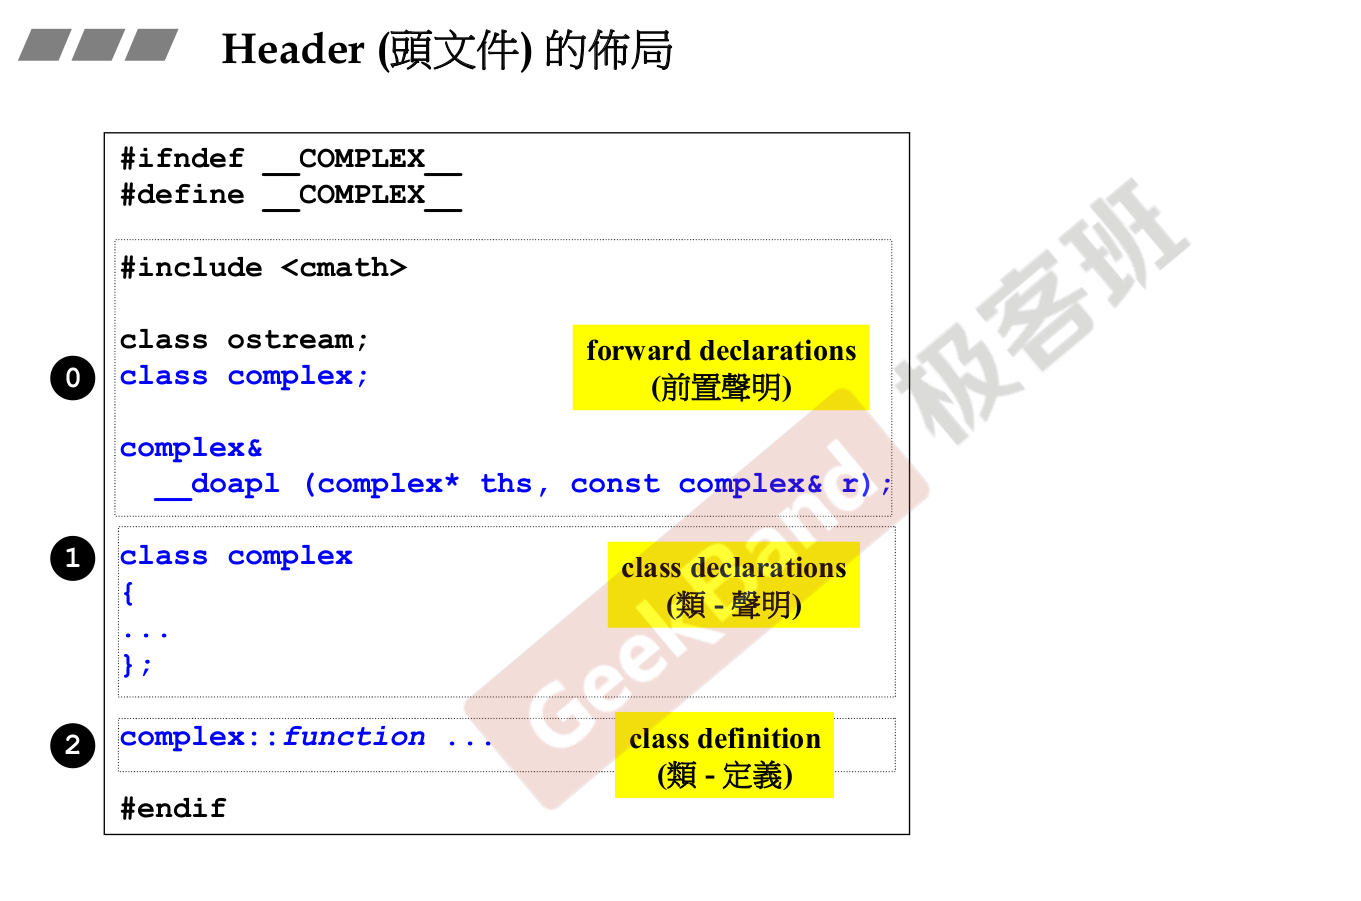 Header (頭文件) 的佈局
#ifndef __COMPLEX__
#define __COMPLEX__
#include <cmath>
class ostream;
class complex;
complex&
__doapl (complex* ths, const complex& r);
0
forward declarations
(前置聲明)
1
class complex
{
...
};
class declarations
(類 - 聲明)
2
complex::function ...
class definition
(類 - 定義)
#endif
GeekBand 极客班